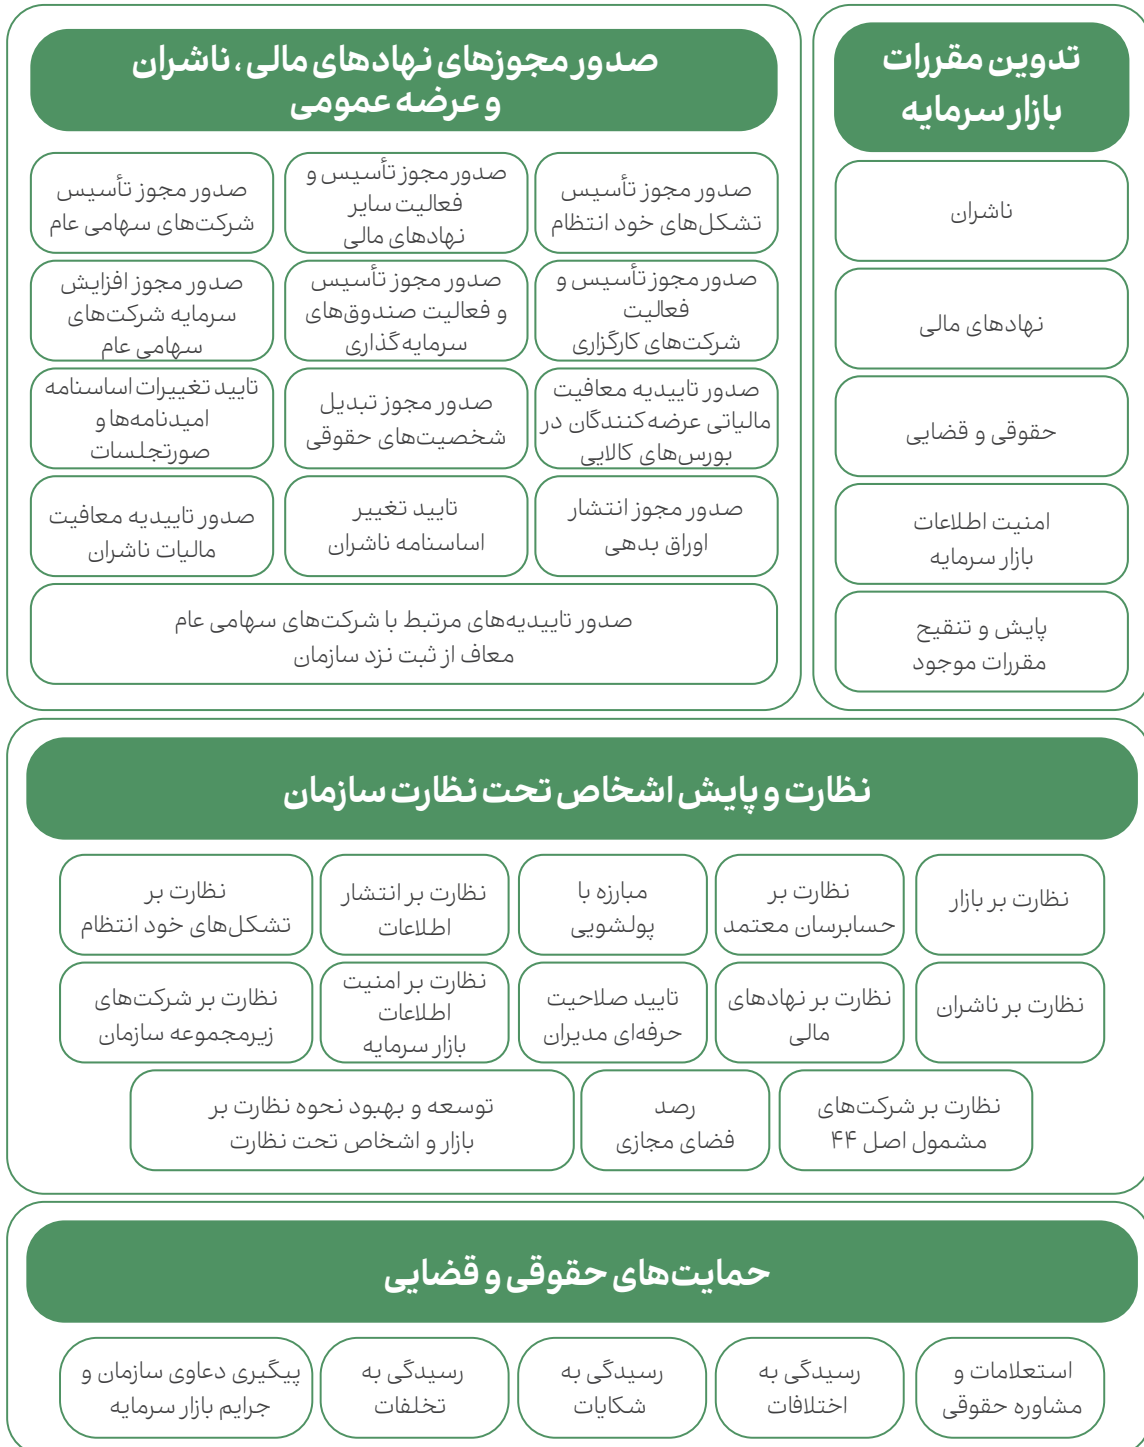 تدوین مقررات
بازار سرمایه
ناشران
نهادهای مالی
حقوقی و قضایی
امنیت اطلاعات
بازار سرمایه
پایش و تنقیح
مقررات موجود
صدور مجوزهای نهادهای مالی، ناشران
و عرضه عمومی
صدور مجوز تأسیس
تشکل‌های خود انتظام
صدور مجوز تأسیس و
فعالیت سایر
نهادهای مالی
صدور مجوز تأسیس
شرکت‌های سهامی عام
صدور مجوز تأسیس و
فعالیت
شرکت‌های کارگزاری
صدور مجوز تأسیس
و فعالیت صندوق‌های
سرمایه‌گذاری
صدور مجوز افزایش
سرمایه شرکت‌های
سهامی عام
صدور تاییدیه معافیت
مالیاتی عرضه‌کنندگان در
بورس‌های کالایی
صدور مجوز تبدیل
شخصیت‌های حقوقی
تایید تغییرات اساسنامه
امیدنامه‌ها و
صورتجلسات
صدور مجوز انتشار
اوراق بدهی
تایید تغییر
اساسنامه ناشران
صدور تاییدیه معافیت
مالیات ناشران
صدور تاییدیه‌های مرتبط با شرکت‌های سهامی عام
معاف از ثبت نزد سازمان
نظارت و پایش اشخاص تحت نظارت سازمان
نظارت بر بازار
نظارت بر
حسابرسان معتمد
مبارزه با
پولشویی
نظارت بر انتشار
اطلاعات
نظارت بر
تشکل‌های خود انتظام
نظارت بر ناشران
نظارت بر نهادهای
مالی
تایید صلاحیت
حرفه‌ای مدیران
نظارت بر امنیت
اطلاعات
بازار سرمایه
نظارت بر شرکت‌های
زیرمجموعه سازمان
نظارت بر شرکت‌های
مشمول اصل ۴۴
رصد
فضای مجازی
توسعه و بهبود نحوه نظارت بر
بازار و اشخاص تحت نظارت
حمایت‌های حقوقی و قضایی
استعلامات و
مشاوره حقوقی
رسیدگی به
اختلافات
رسیدگی به
شکایات
رسیدگی به
تخلفات
پیگیری دعاوی سازمان و
جرایم بازار سرمایه